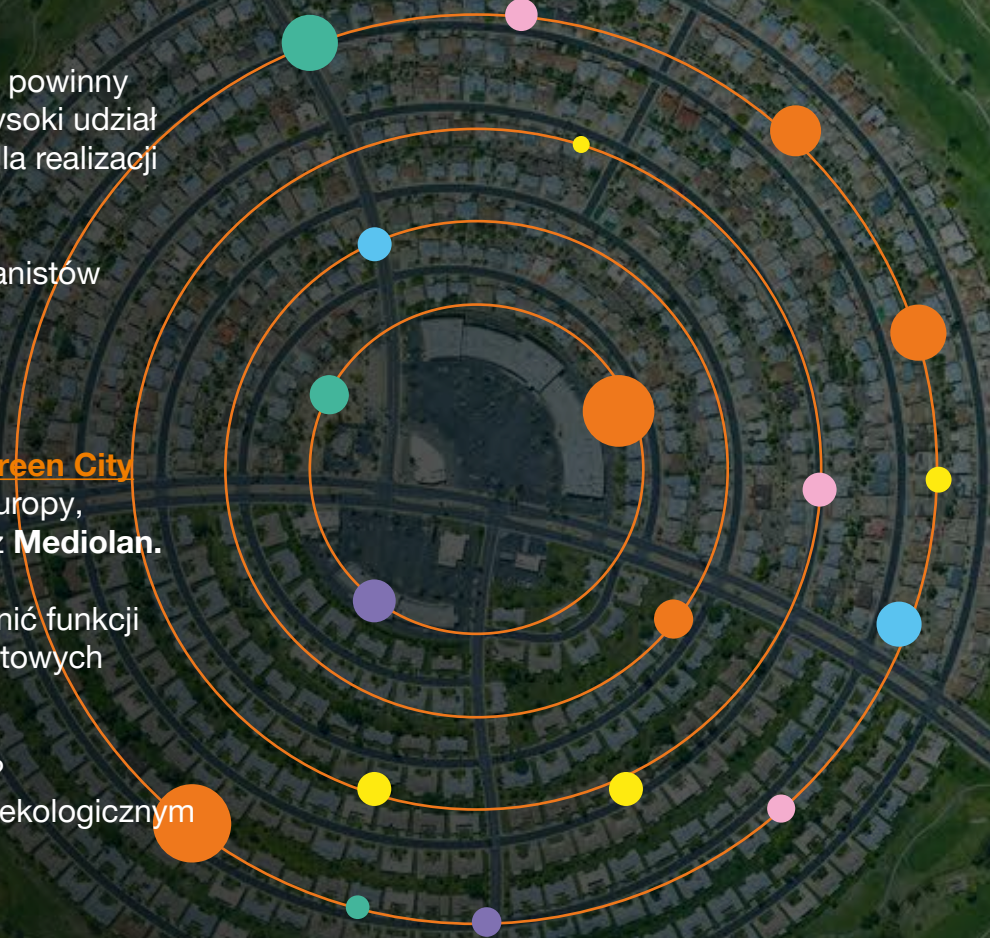 powinny
ysoki udział
la realizacji
anistów
reen City
uropy,
z Mediolan.
nić funkcji
towych
?
ekologicznym